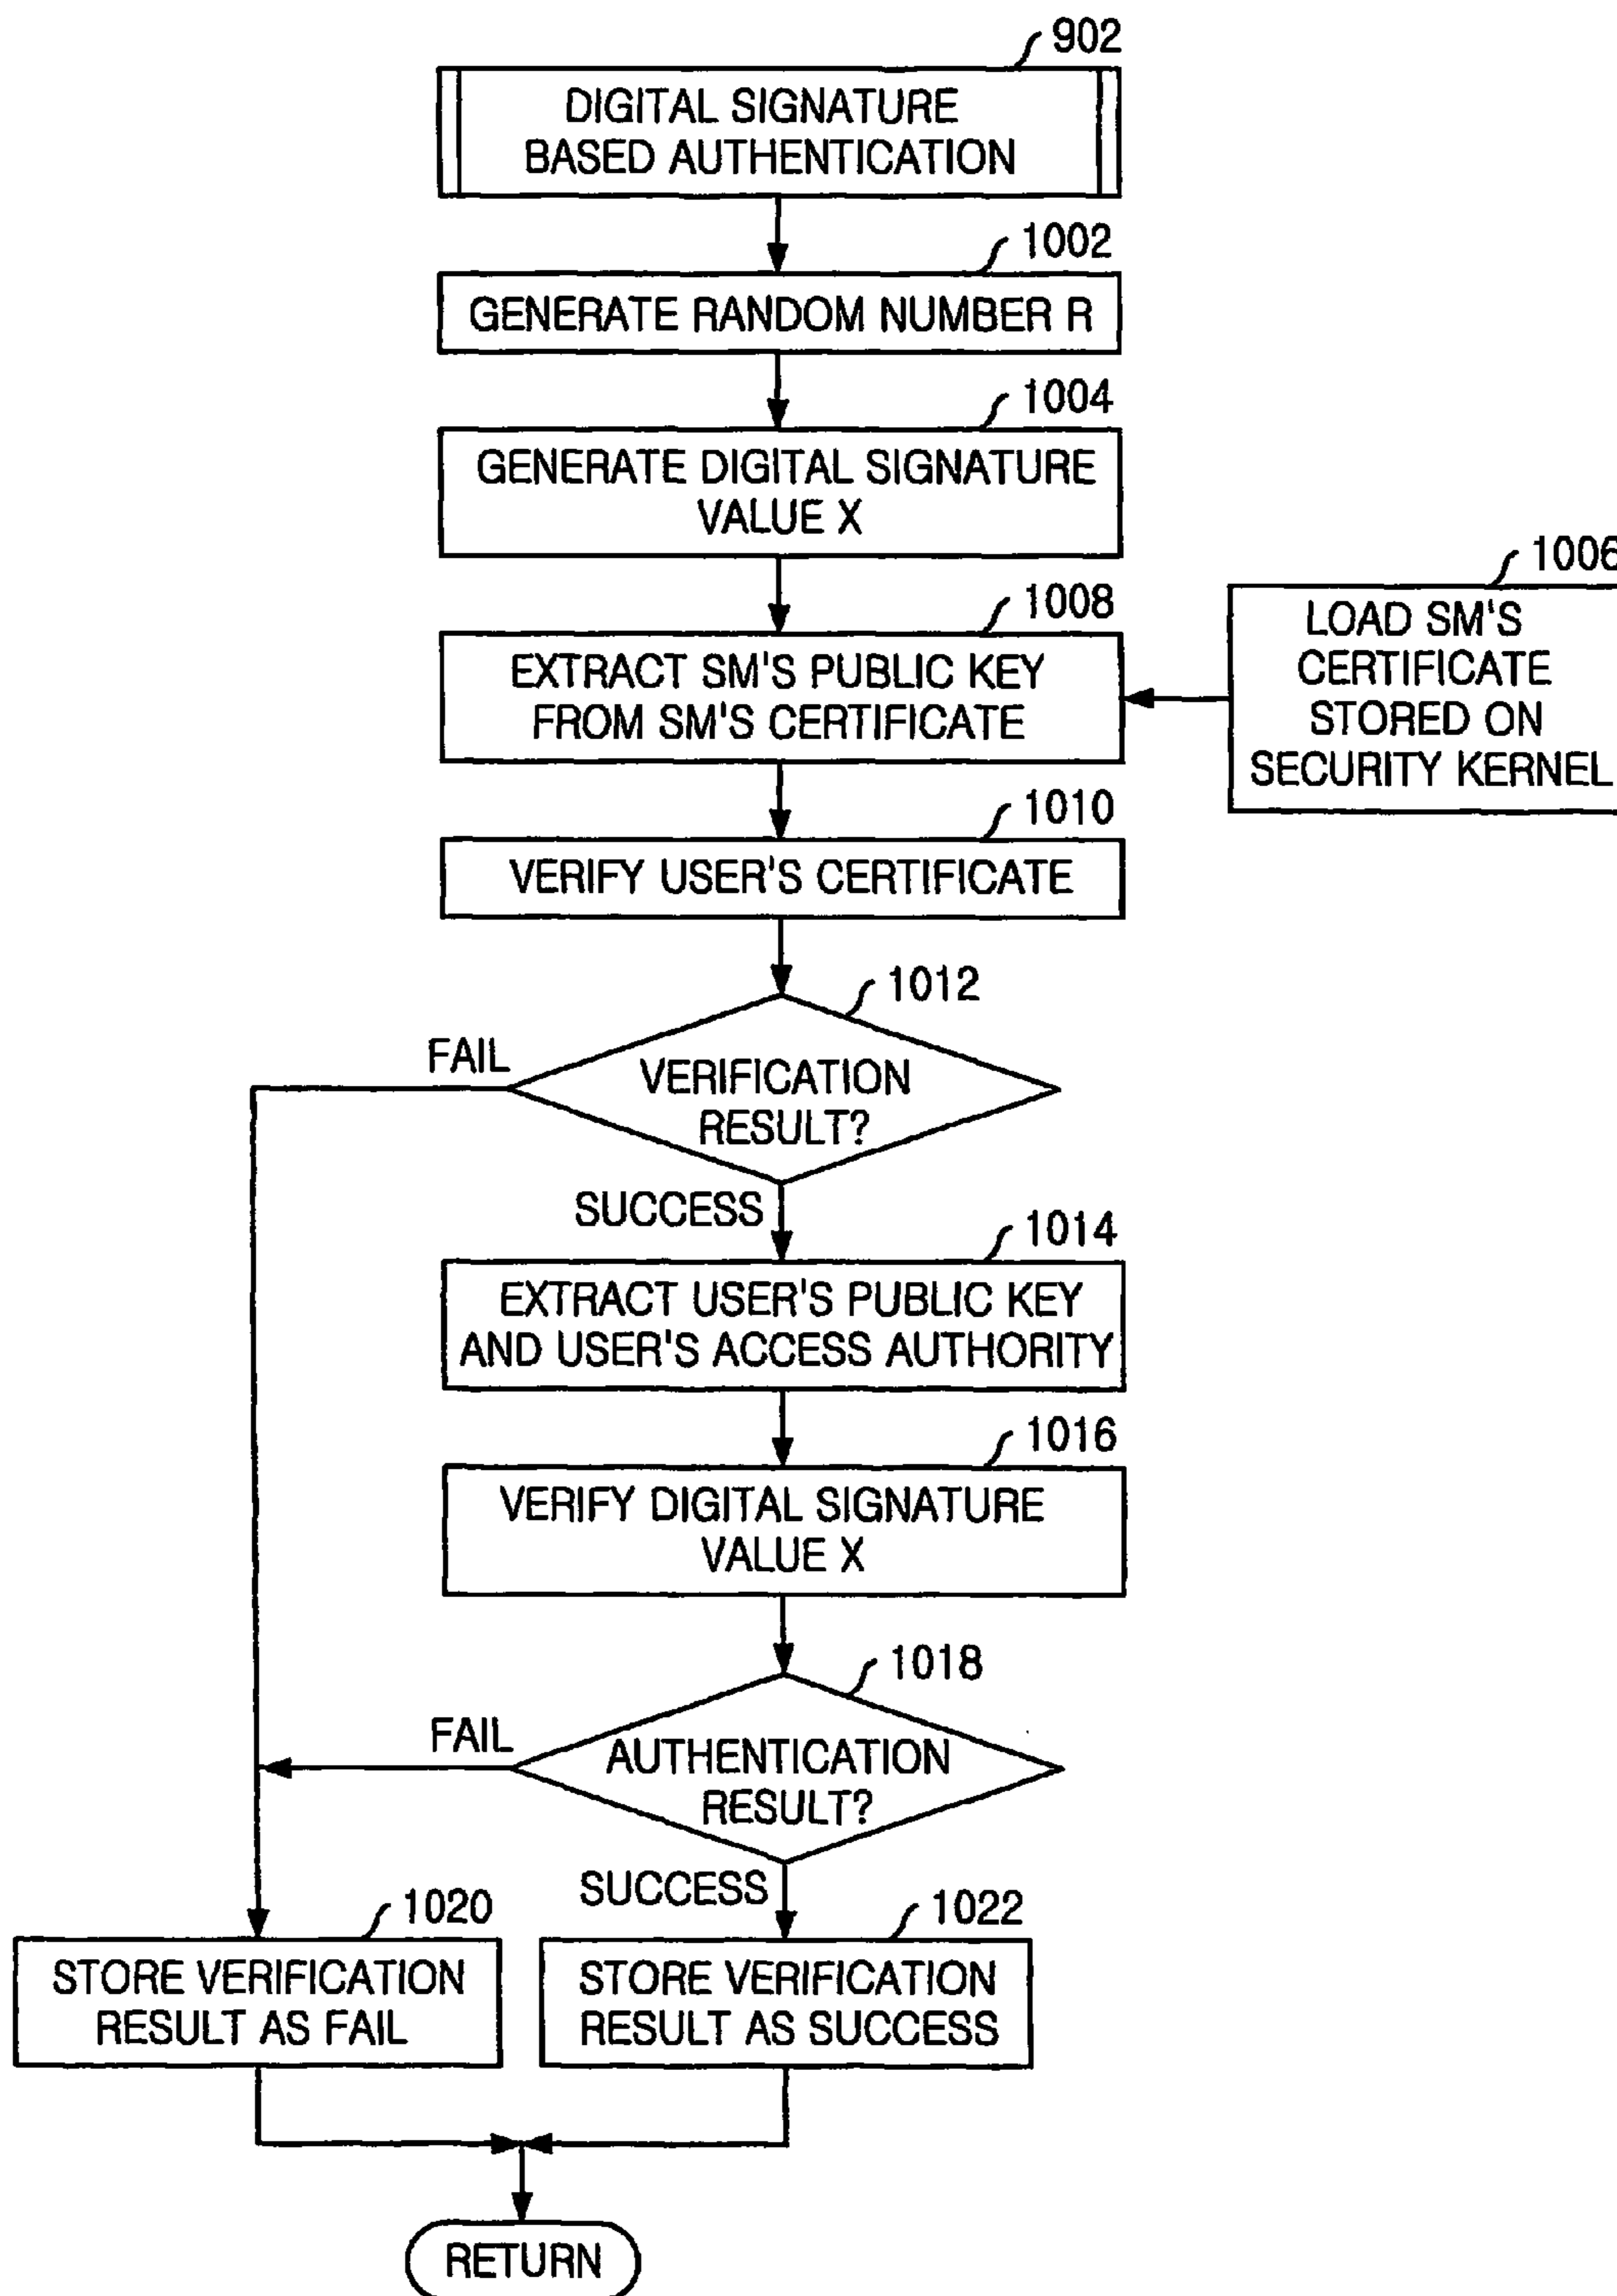 902
DIGITAL SIGNATURE
BASED AUTHENTICATION
1002
GENERATE RANDOM NUMBER R
1004
GENERATE DIGITAL SIGNATURE
VALUE X
1006
LOAD SM'S
CERTIFICATE
STORED ON
SECURITY KERNEL
1008
EXTRACT SM'S PUBLIC KEY
FROM SM'S CERTIFICATE
1010
VERIFY USER'S CERTIFICATE
1012
FAIL
VERIFICATION
RESULT?
SUCCESS
1014
EXTRACT USER'S PUBLIC KEY
AND USER'S ACCESS AUTHORITY
1016
VERIFY DIGITAL SIGNATURE
VALUE X
1018
FAIL
AUTHENTICATION
RESULT?
SUCCESS
1020
STORE VERIFICATION
RESULT AS FAIL
1022
STORE VERIFICATION
RESULT AS SUCCESS
RETURN